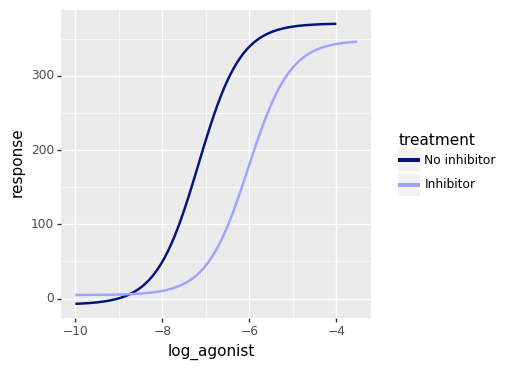 300
200
100
0
−10
−8
−6
−4
log_agonist
response
treatment
No inhibitor
Inhibitor